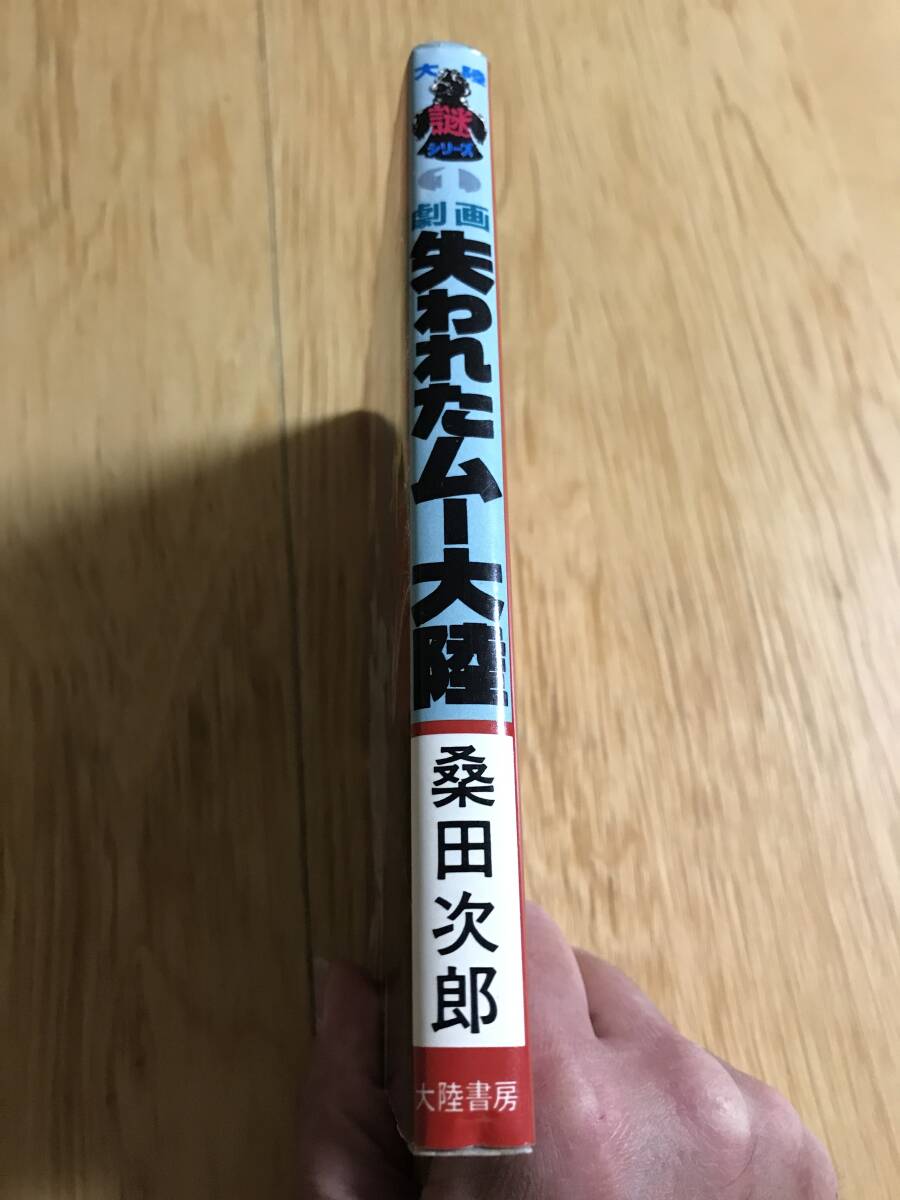 大陸
謎
シリーズ
1
劇画
失われたムー大陸
桑田次郎
大陸書房